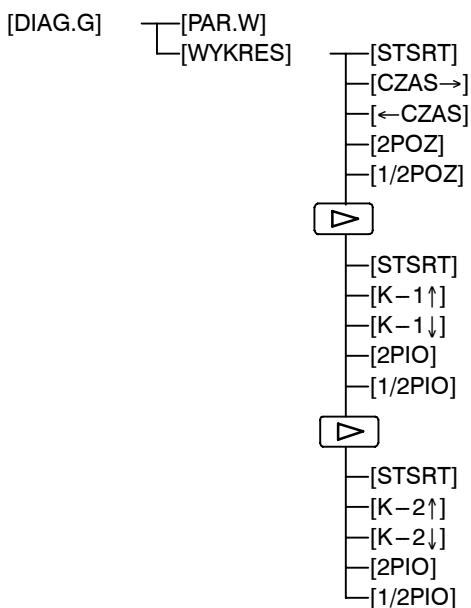 [DIAG.G] [PAR.W]
[WYKRES] [STSRT]
[CZAS→]
[←CZAS]
[2POZ]
[1/2POZ]
[STSRT]
[K−1↑]
[K−1↓]
[2PIO]
[1/2PIO]
[STSRT]
[K−2↑]
[K−2↓]
[2PIO]
[1/2PIO]